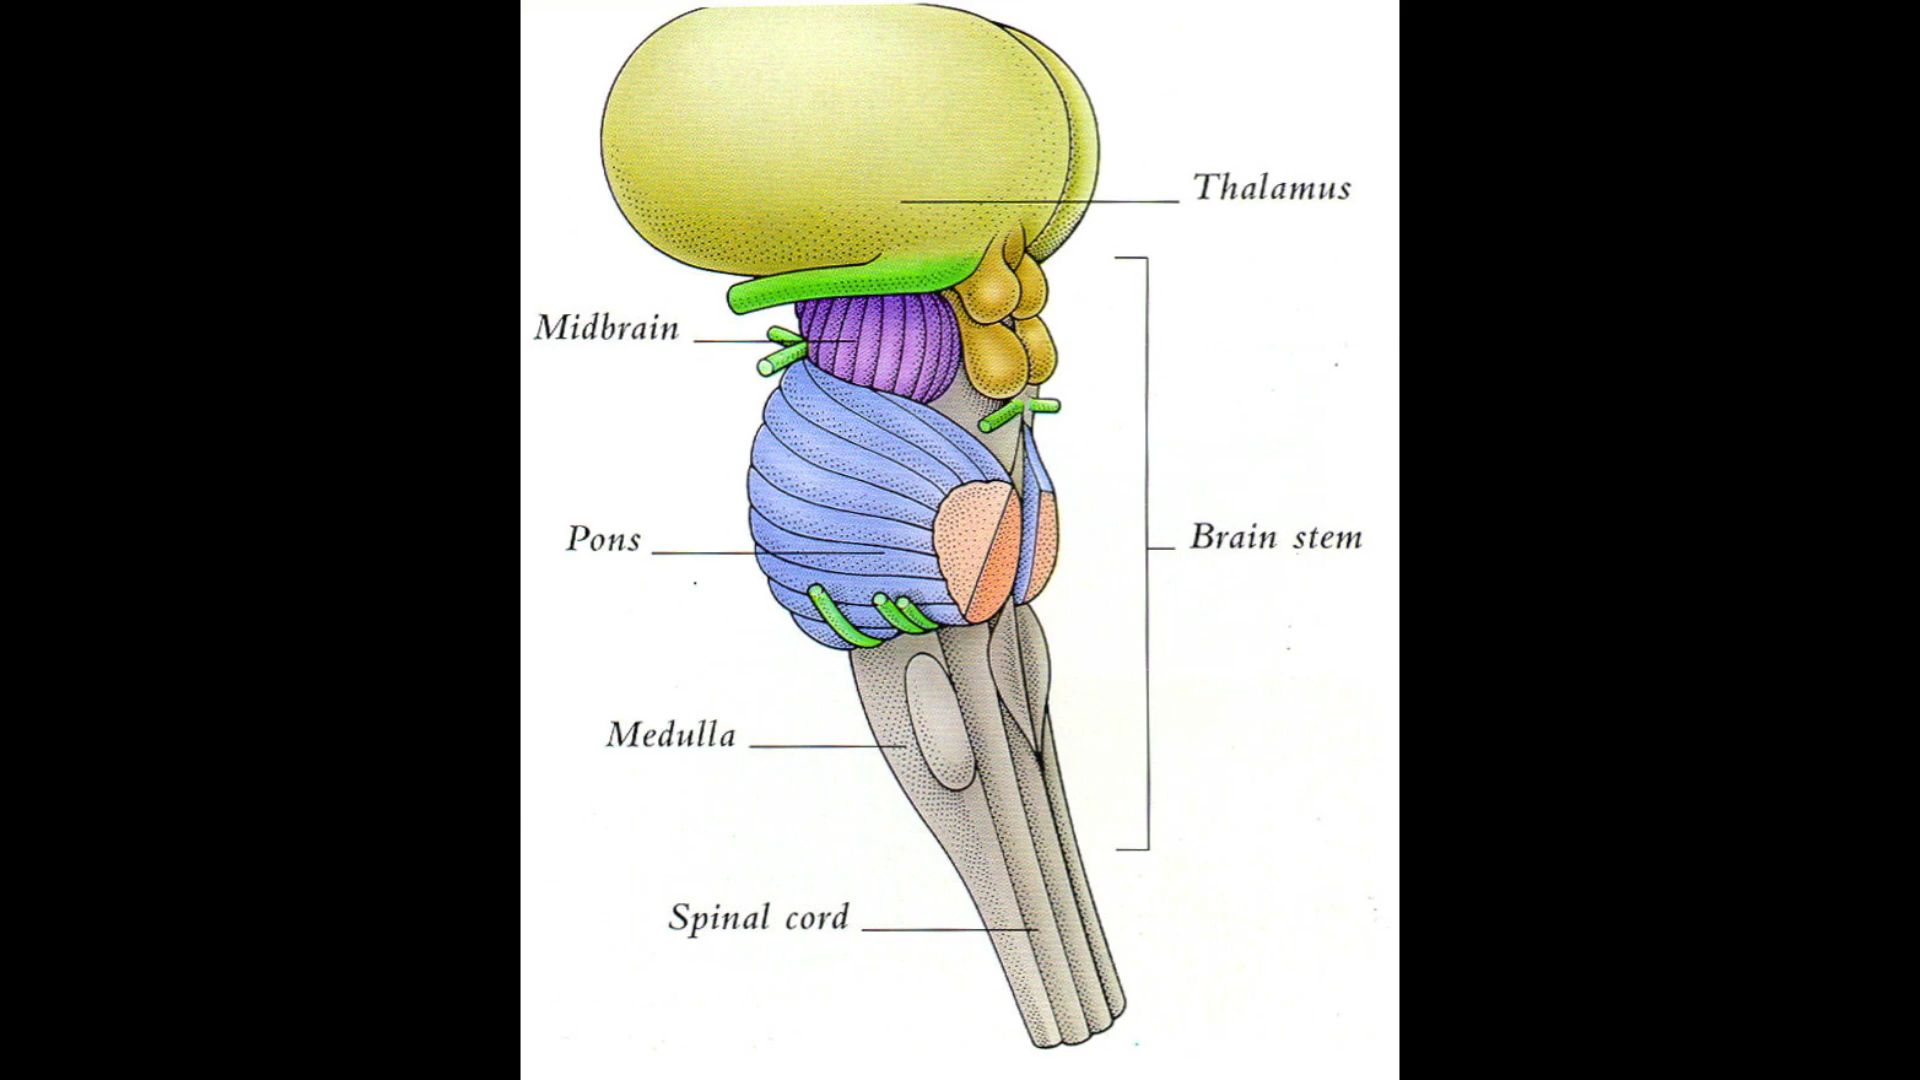 Thalamus
Midbrain
Pons
Brain stem
Medulla
Spinal cord